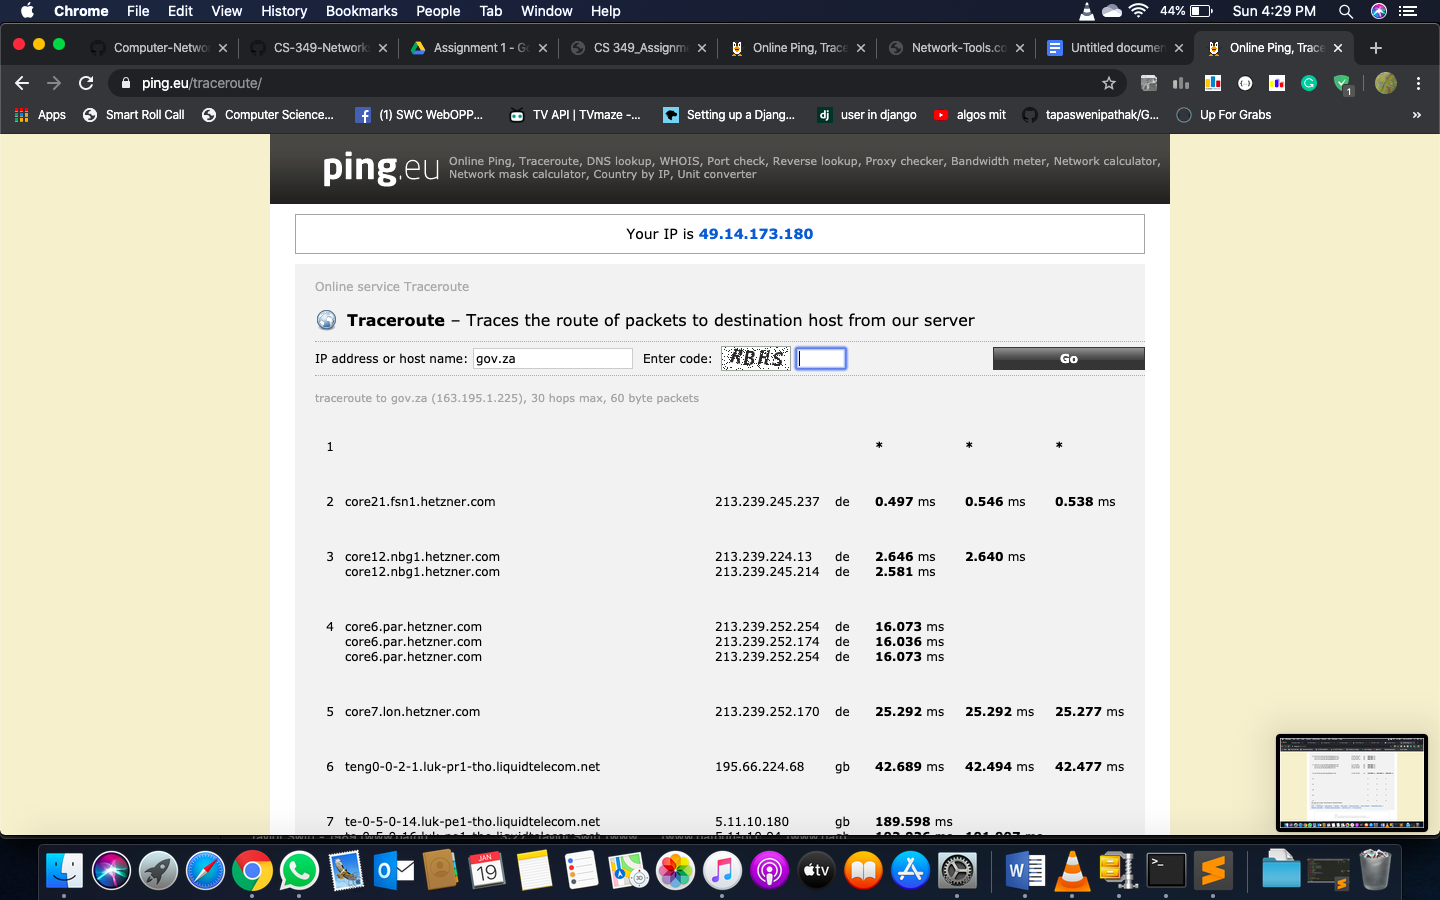 Chrome File Edit View History Bookmarks People Tab Window Help 44% Sun 4:29 PM
Computer-Netwo CS-349-Network Assignment 1 - Go CS 349_Assignm Online Ping, Trace Network-Tools.co Untitled documen Online Ping, Trace
ping.eu/traceroute/
1
Apps Smart Roll Call Computer Science... (1) SWC WebOPP... TV API | TVmaze -... Setting up a Djang... user in django algos mit tapaswenipathak/G... Up For Grabs »
ping.eu Online Ping, Traceroute, DNS lookup, WHOIS, Port check, Reverse lookup, Proxy checker, Bandwidth meter, Network calculator,
Network mask calculator, Country by IP, Unit converter
Your IP is 49.14.173.180
Online service Traceroute
Traceroute – Traces the route of packets to destination host from our server
IP address or host name: gov.za Enter code: Go
traceroute to gov.za (163.195.1.225), 30 hops max, 60 byte packets
1 * * *
2 core21.fsn1.hetzner.com 213.239.245.237 de 0.497 ms 0.546 ms 0.538 ms
3 core12.nbg1.hetzner.com 213.239.224.13 de 2.646 ms 2.640 ms
core12.nbg1.hetzner.com 213.239.245.214 de 2.581 ms
4 core6.par.hetzner.com 213.239.252.254 de 16.073 ms
core6.par.hetzner.com 213.239.252.174 de 16.036 ms
core6.par.hetzner.com 213.239.252.254 de 16.073 ms
5 core7.lon.hetzner.com 213.239.252.170 de 25.292 ms 25.292 ms 25.277 ms
6 teng0-0-2-1.luk-pr1-tho.liquidtelecom.net 195.66.224.68 gb 42.689 ms 42.494 ms 42.477 ms
7 te-0-5-0-14.luk-pe1-tho.liquidtelecom.net 5.11.10.180 gb 189.598 ms
JAN
19
tv